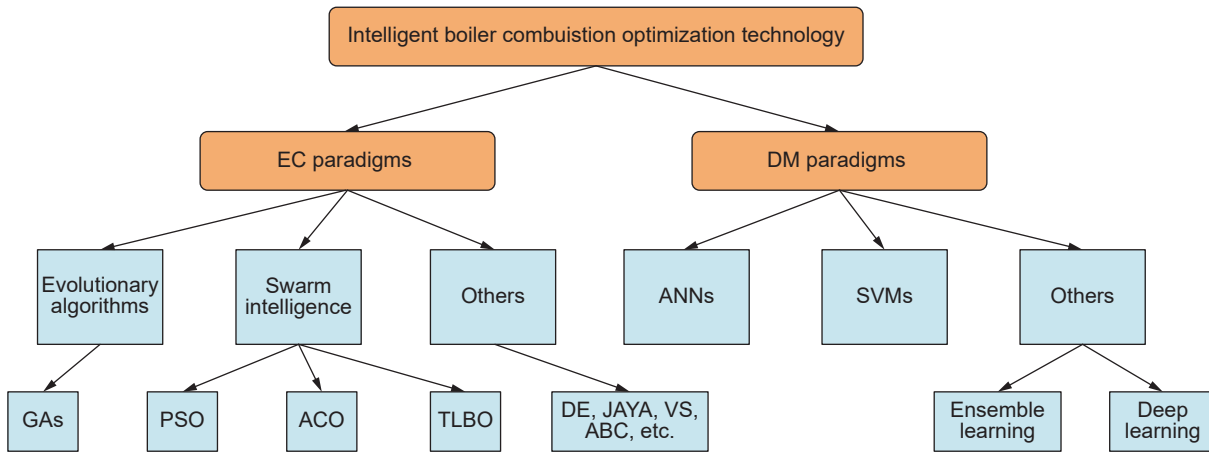 Intelligent boiler combuistion optimization technology
EC paradigms
DM paradigms
Evolutionary
algorithms
Swarm
intelligence
Others
ANNs
SVMs
Others
GAs
PSO
ACO
TLBO
DE, JAYA, VS,
ABC, etc.
Ensemble
learning
Deep
learning